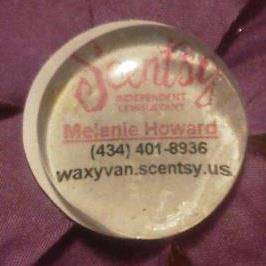 Scentsy
INDEPENDENT
CONSULTANT
Melanie Howard
(434) 401-8936
waxyvan.scentsy.us